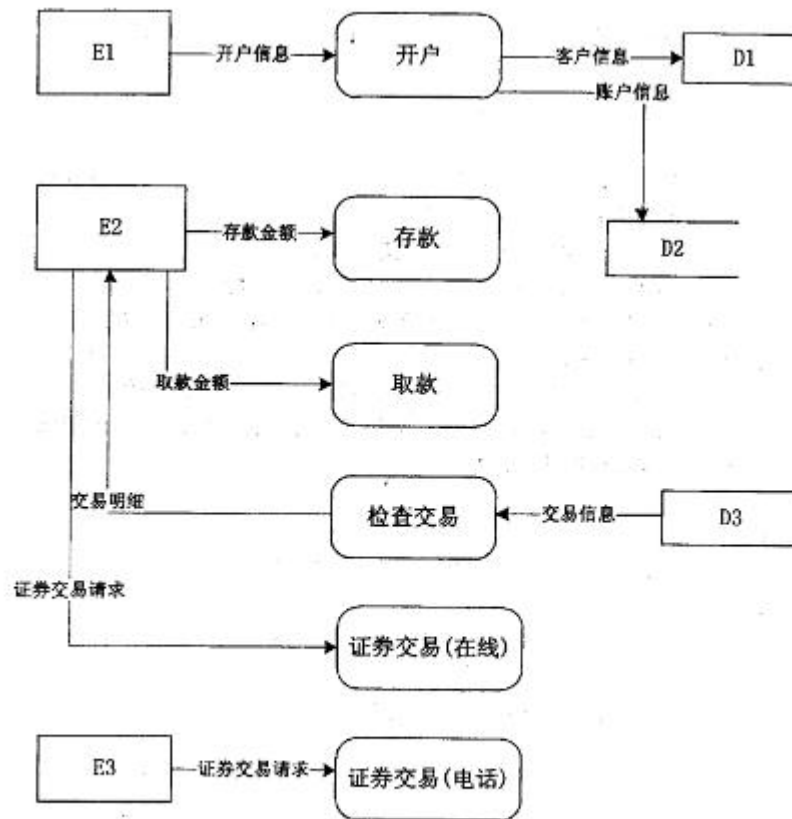 E1
开户信息
开户
客户信息
D1
账户信息
E2
存款金额
存款
D2
取款金额
取款
交易明细
检查交易
交易信息
D3
证券交易请求
证券交易(在线)
E3
证券交易请求
证券交易(电话)